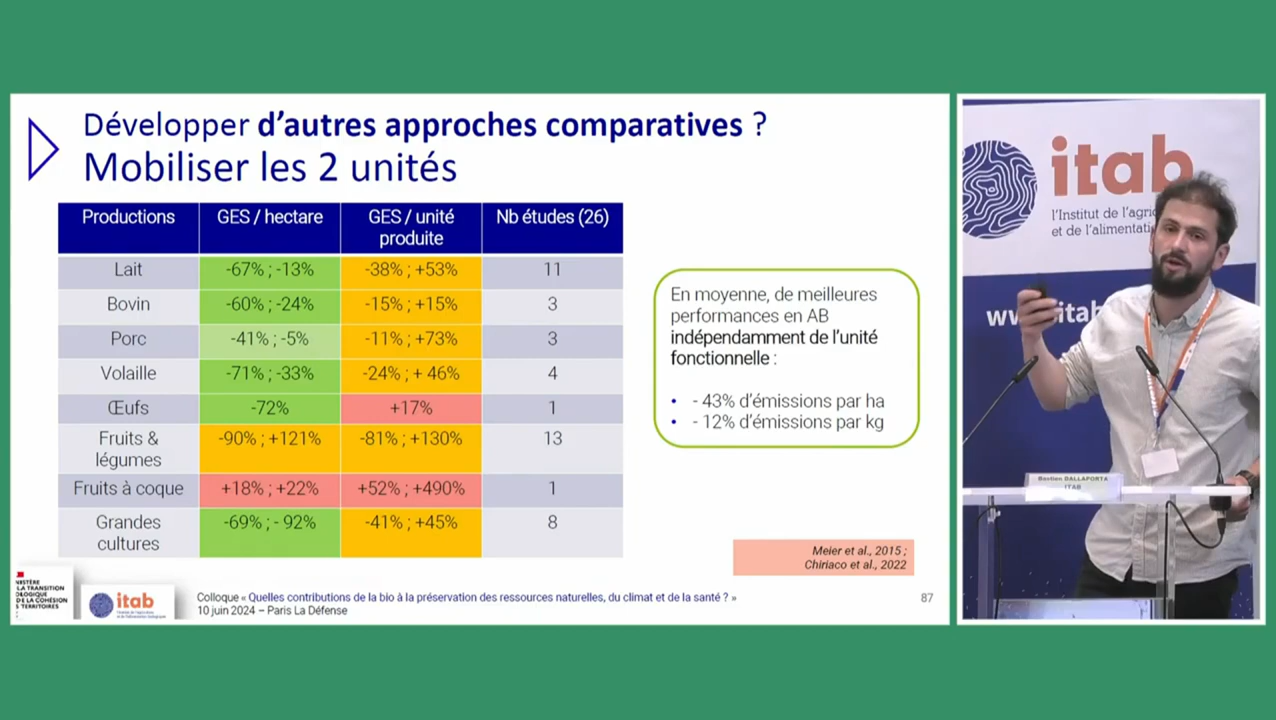 Développer d'autres approches comparatives ?
Mobiliser les 2 unités
Productions GES / hectare GES / unité produite Nb études (26)
Lait -67% ; -13% -38% ; +53% 11
Bovin -60% ; -24% -15% ; +15% 3
Porc -41% ; -5% -11% ; +73% 3
Volaille -71% ; -33% -24% ; + 46% 4
Œufs -72% +17% 1
Fruits & légumes -90% ; +121% -81% ; +130% 13
Fruits à coque +18% ; +22% +52% ; +490% 1
Grandes cultures -69% ; - 92% -41% ; +45% 8
En moyenne, de meilleures
performances en AB
indépendamment de l'unité
fonctionnelle :
• - 43% d'émissions par ha
• - 12% d'émissions par kg
Meier et al., 2015 ;
Chiriaco et al., 2022
LA TRANSITION
DE LA COHÉSION
TERRITOIRES
itab
Colloque « Quelles contributions de la bio à la préservation des ressources naturelles, du climat et de la santé ? »
10 juin 2024 – Paris La Défense
87
itab
l'Institut de l'agri
et de l'alimentati
itab
Bastien DALLAPORTA
ITAB